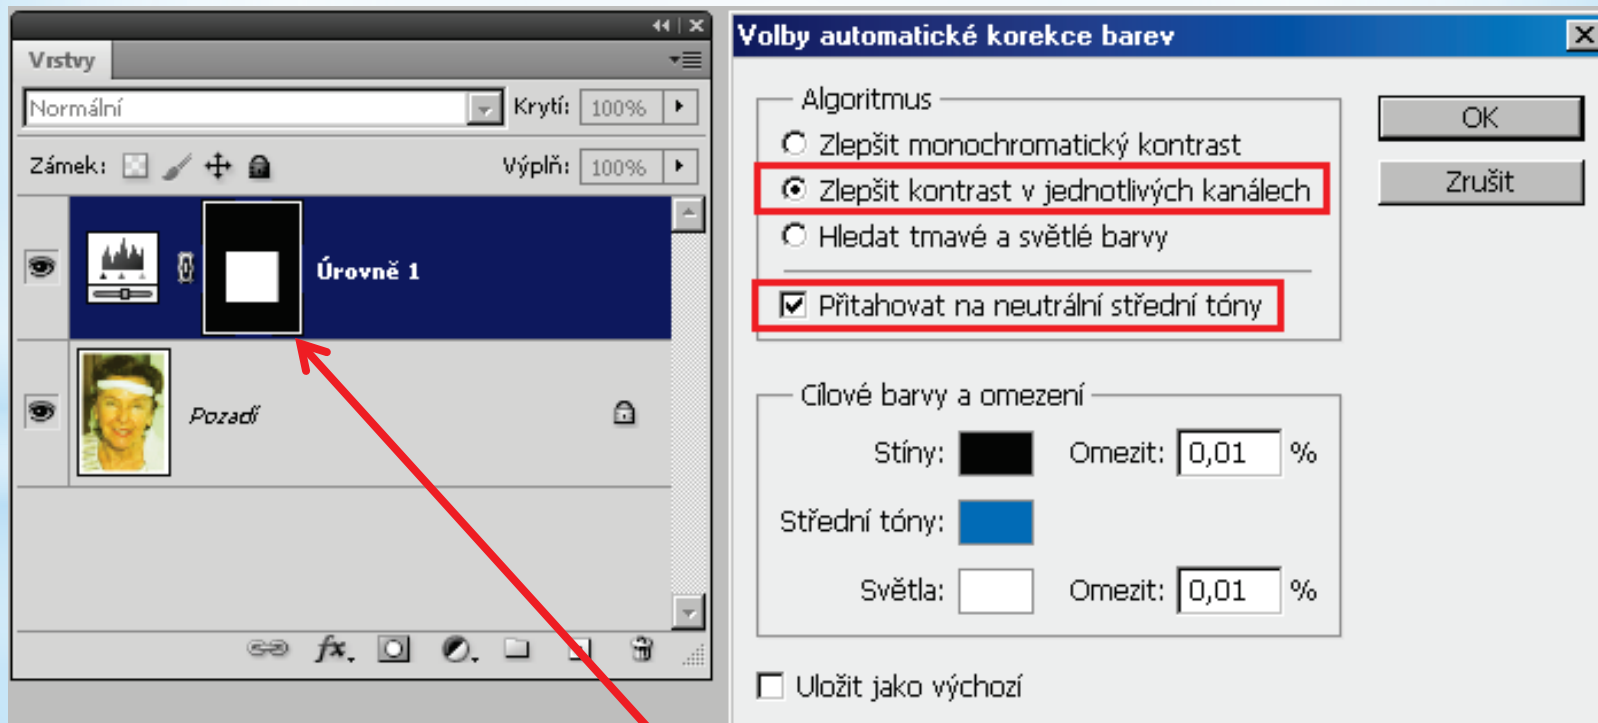 Vrstvy
Normální
Krytí: 100%
Zámek:
Výplň: 100%
Úrovně 1
Pozadí
fx.
Volby automatické korekce barev
Algoritmus
Zlepšit monochromatický kontrast
Zlepšit kontrast v jednotlivých kanálech
Hledat tmavé a světlé barvy
Přitahovat na neutrální střední tóny
OK
Zrušit
Cílové barvy a omezení
Stíny: Omezit: 0,01 %
Střední tóny:
Světla: Omezit: 0,01 %
Uložit jako výchozí